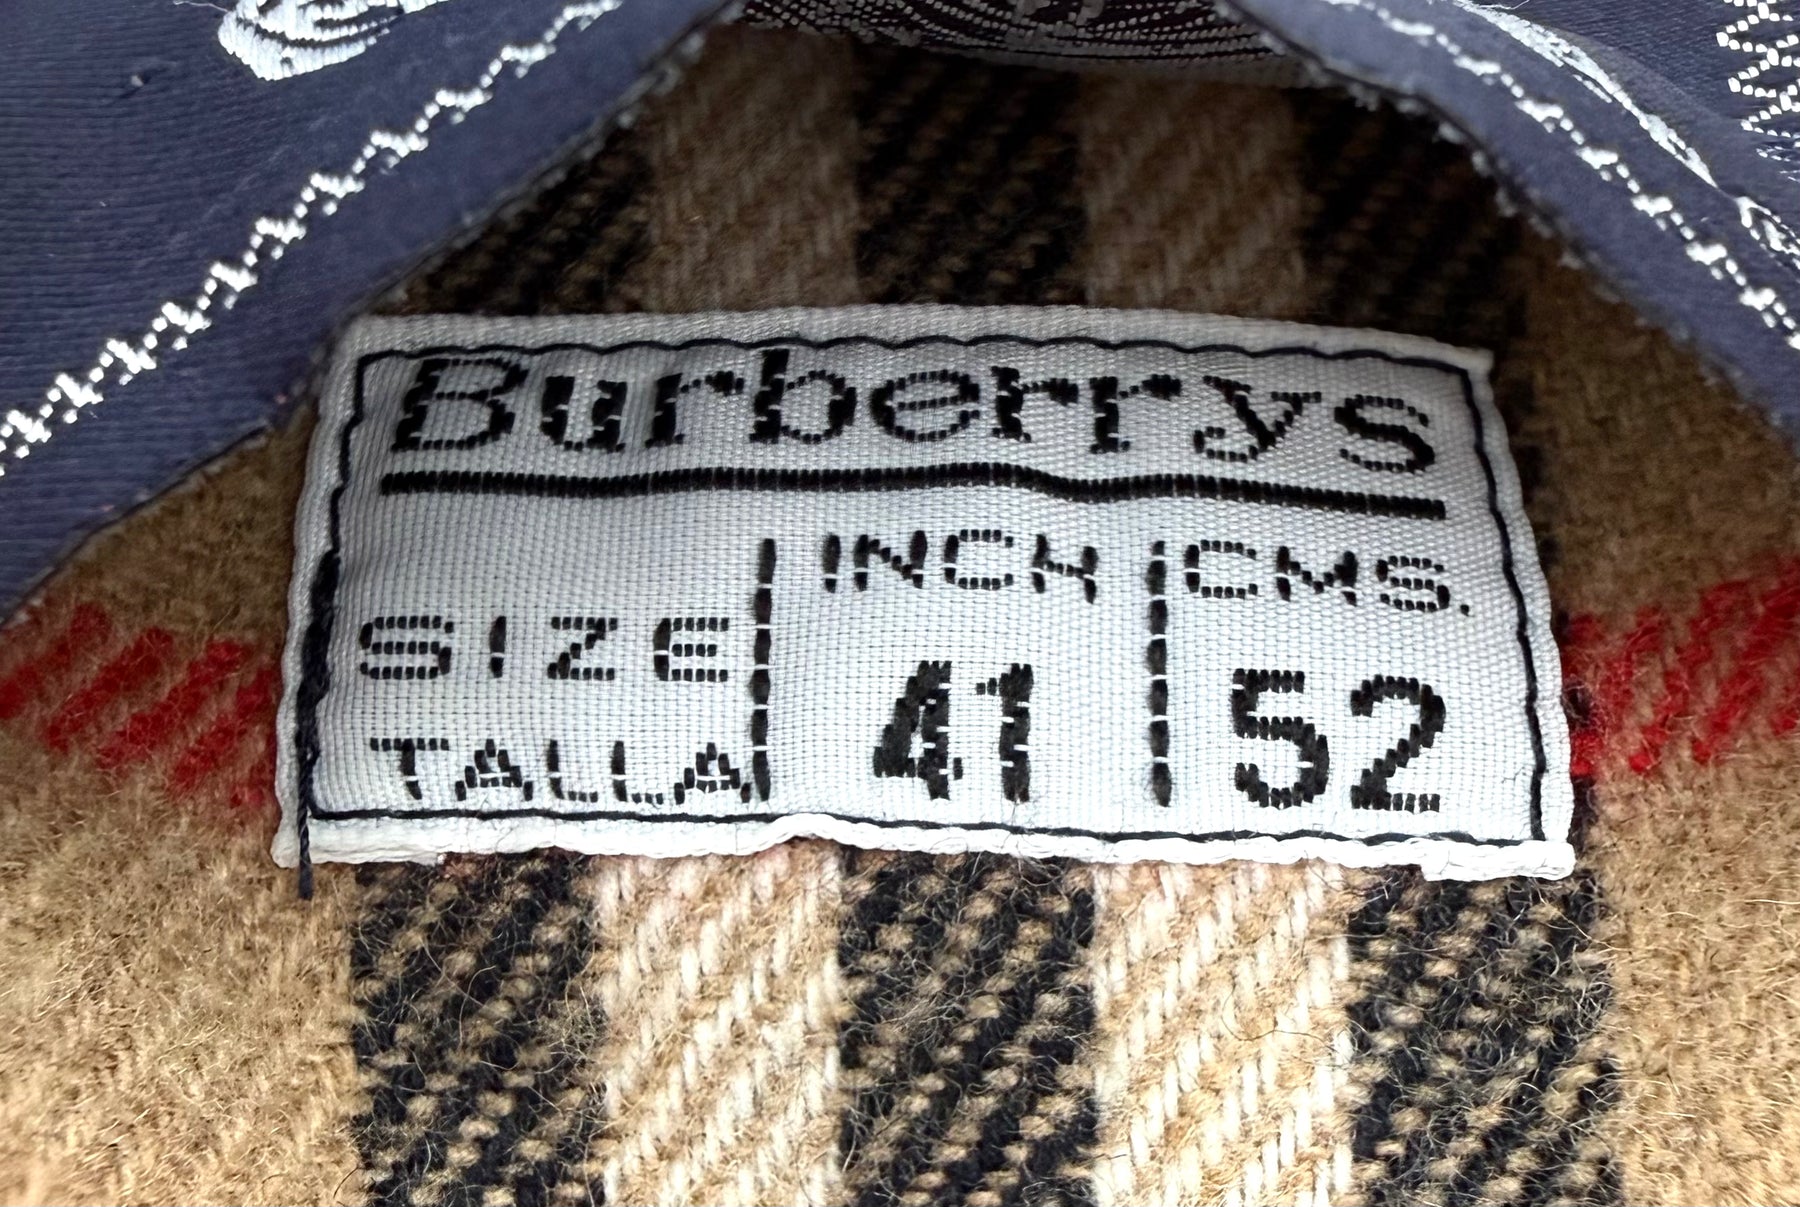 Burberrys
INCH CMS.
SIZE
41 52
TALLA